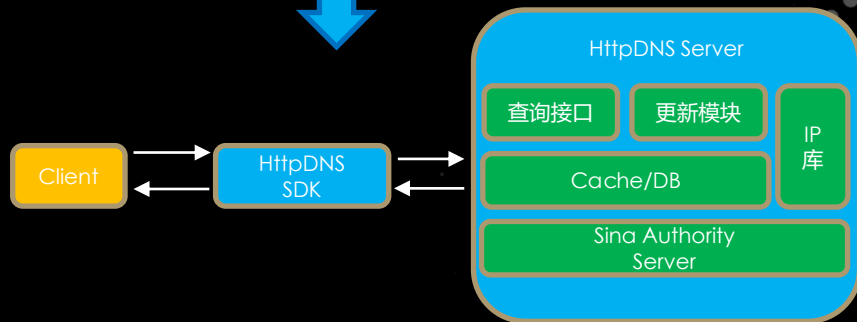 HttpDNS Server
查询接口
更新模块
IP
库
Client
HttpDNS
SDK
Cache/DB
Sina Authority
Server